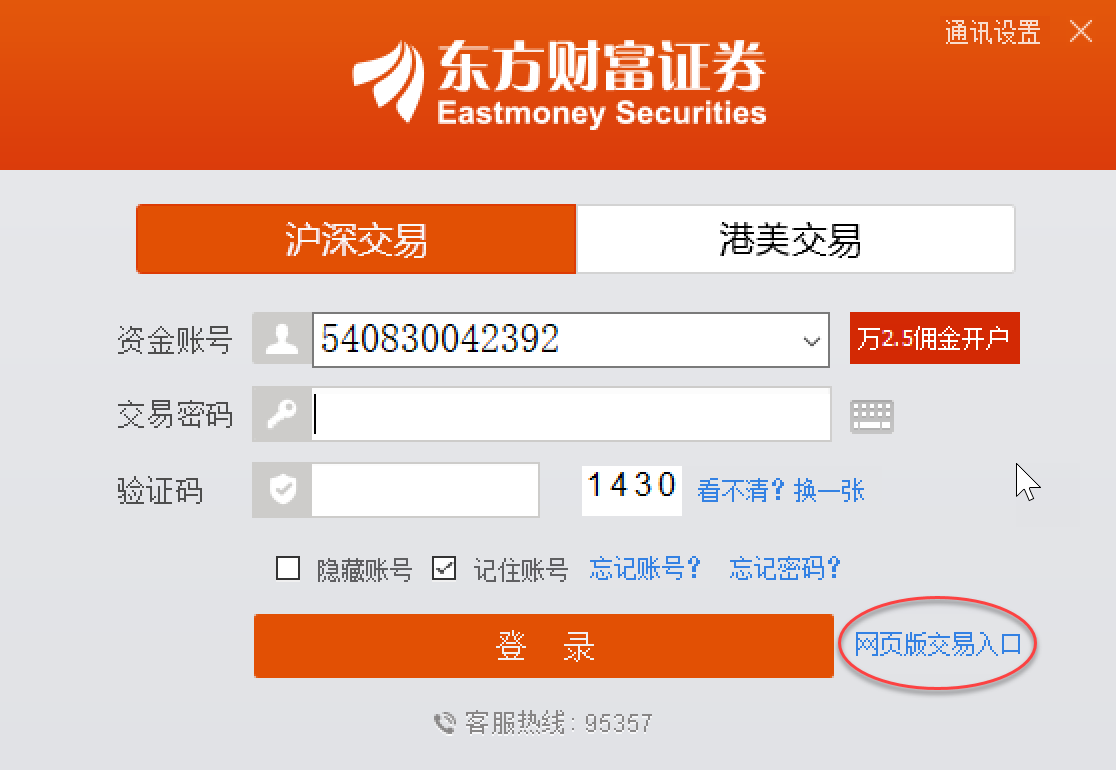 通讯设置
东方财富证券
Eastmoney Securities
沪深交易 港美交易
资金账号 540830042392 万2.5佣金开户
交易密码
验证码 1430 看不清?换一张
隐藏账号 记住账号 忘记账号? 忘记密码?
登 录 网页版交易入口
客服热线: 95357